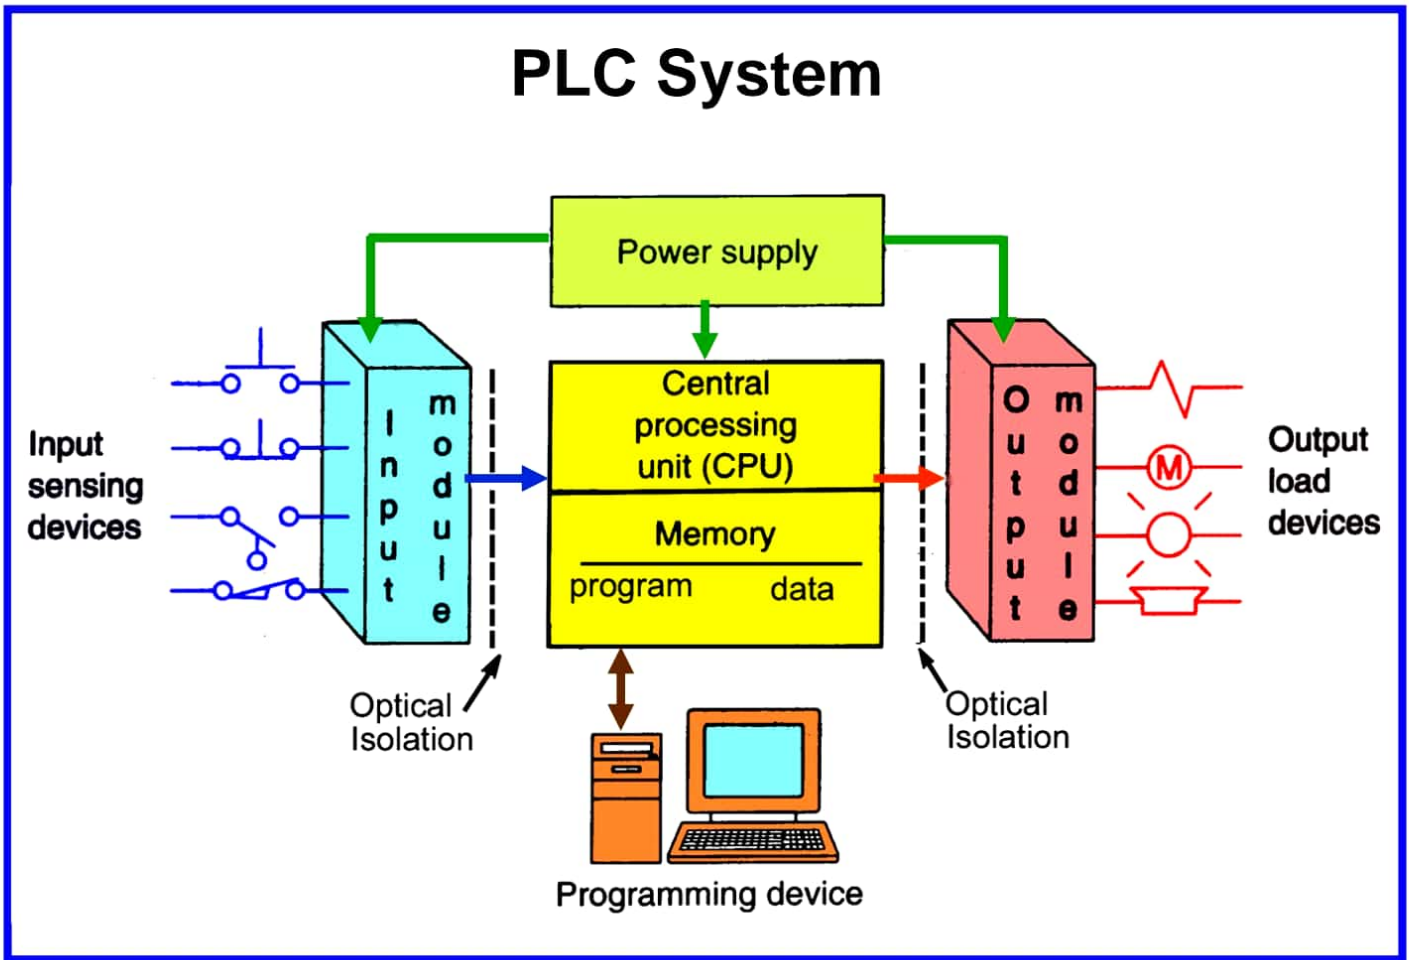 PLC System
Power supply
Input
sensing
devices
Input
module
Central
processing
unit (CPU)
Memory
program data
Output
module
M
Output
load
devices
Optical
Isolation
Optical
Isolation
Programming device